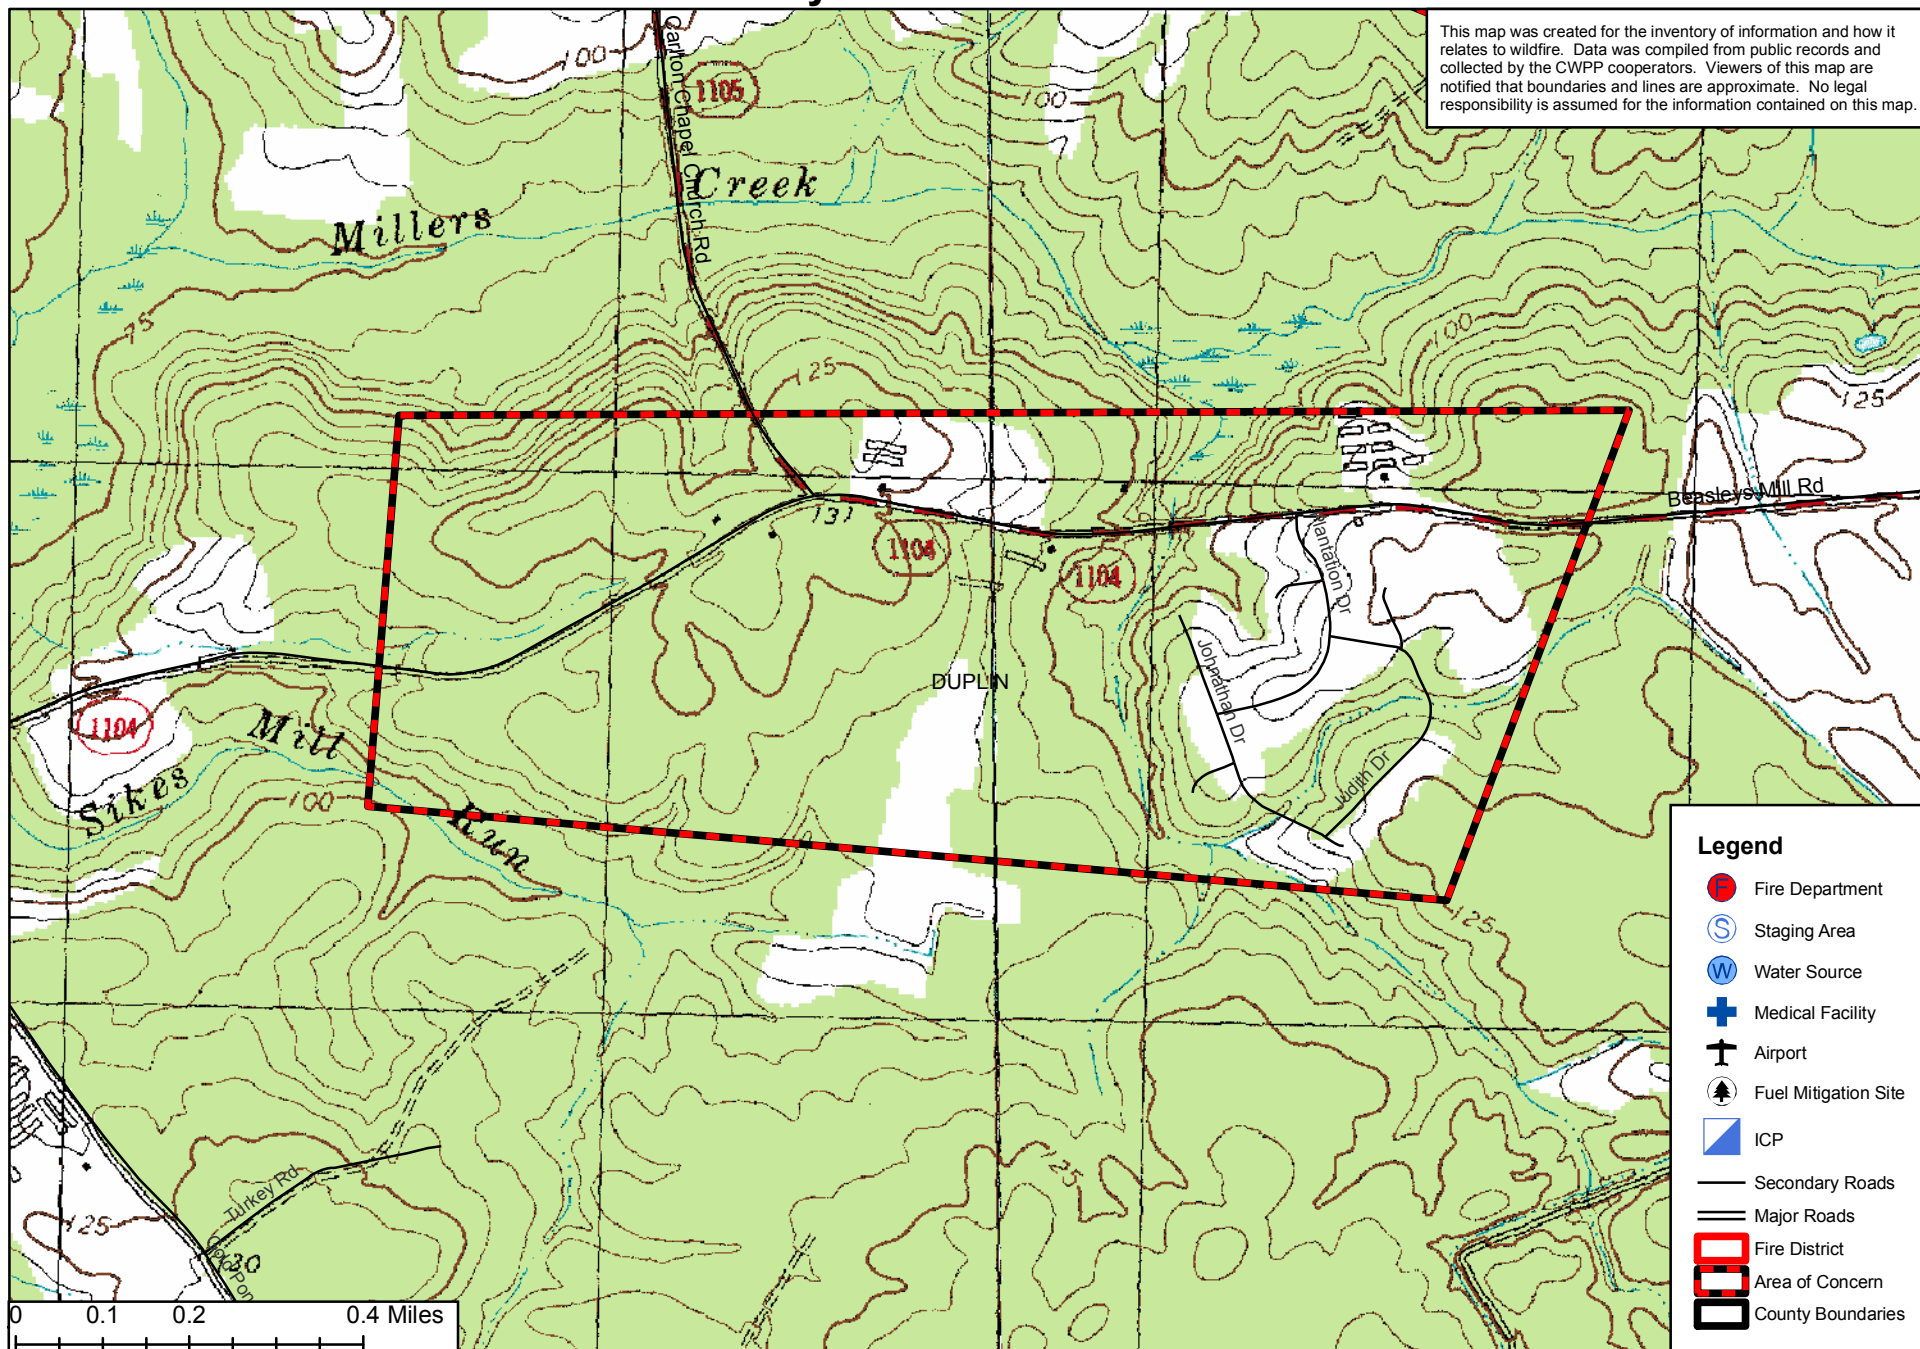 This map was created for the inventory of information and how it
relates to wildfire. Data was compiled from public records and
collected by the CWPP cooperators. Viewers of this map are
notified that boundaries and lines are approximate. No legal
responsibility is assumed for the information contained on this map.
100
Carlton Chapel Church Rd
1105
100
Creek
Millers
75
100
125
125
Beasleys Mill Rd
131
1104
1104
Plantation Dr
Johnathan Dr
DUPLIN
1104
Mill
Sikes
100
Run
Judith Dr
125
Turkey Rd
125
30
125
Legend
F Fire Department
S Staging Area
W Water Source
Medical Facility
Airport
Fuel Mitigation Site
ICP
Secondary Roads
Major Roads
Fire District
Area of Concern
County Boundaries
0 0.1 0.2 0.4 Miles